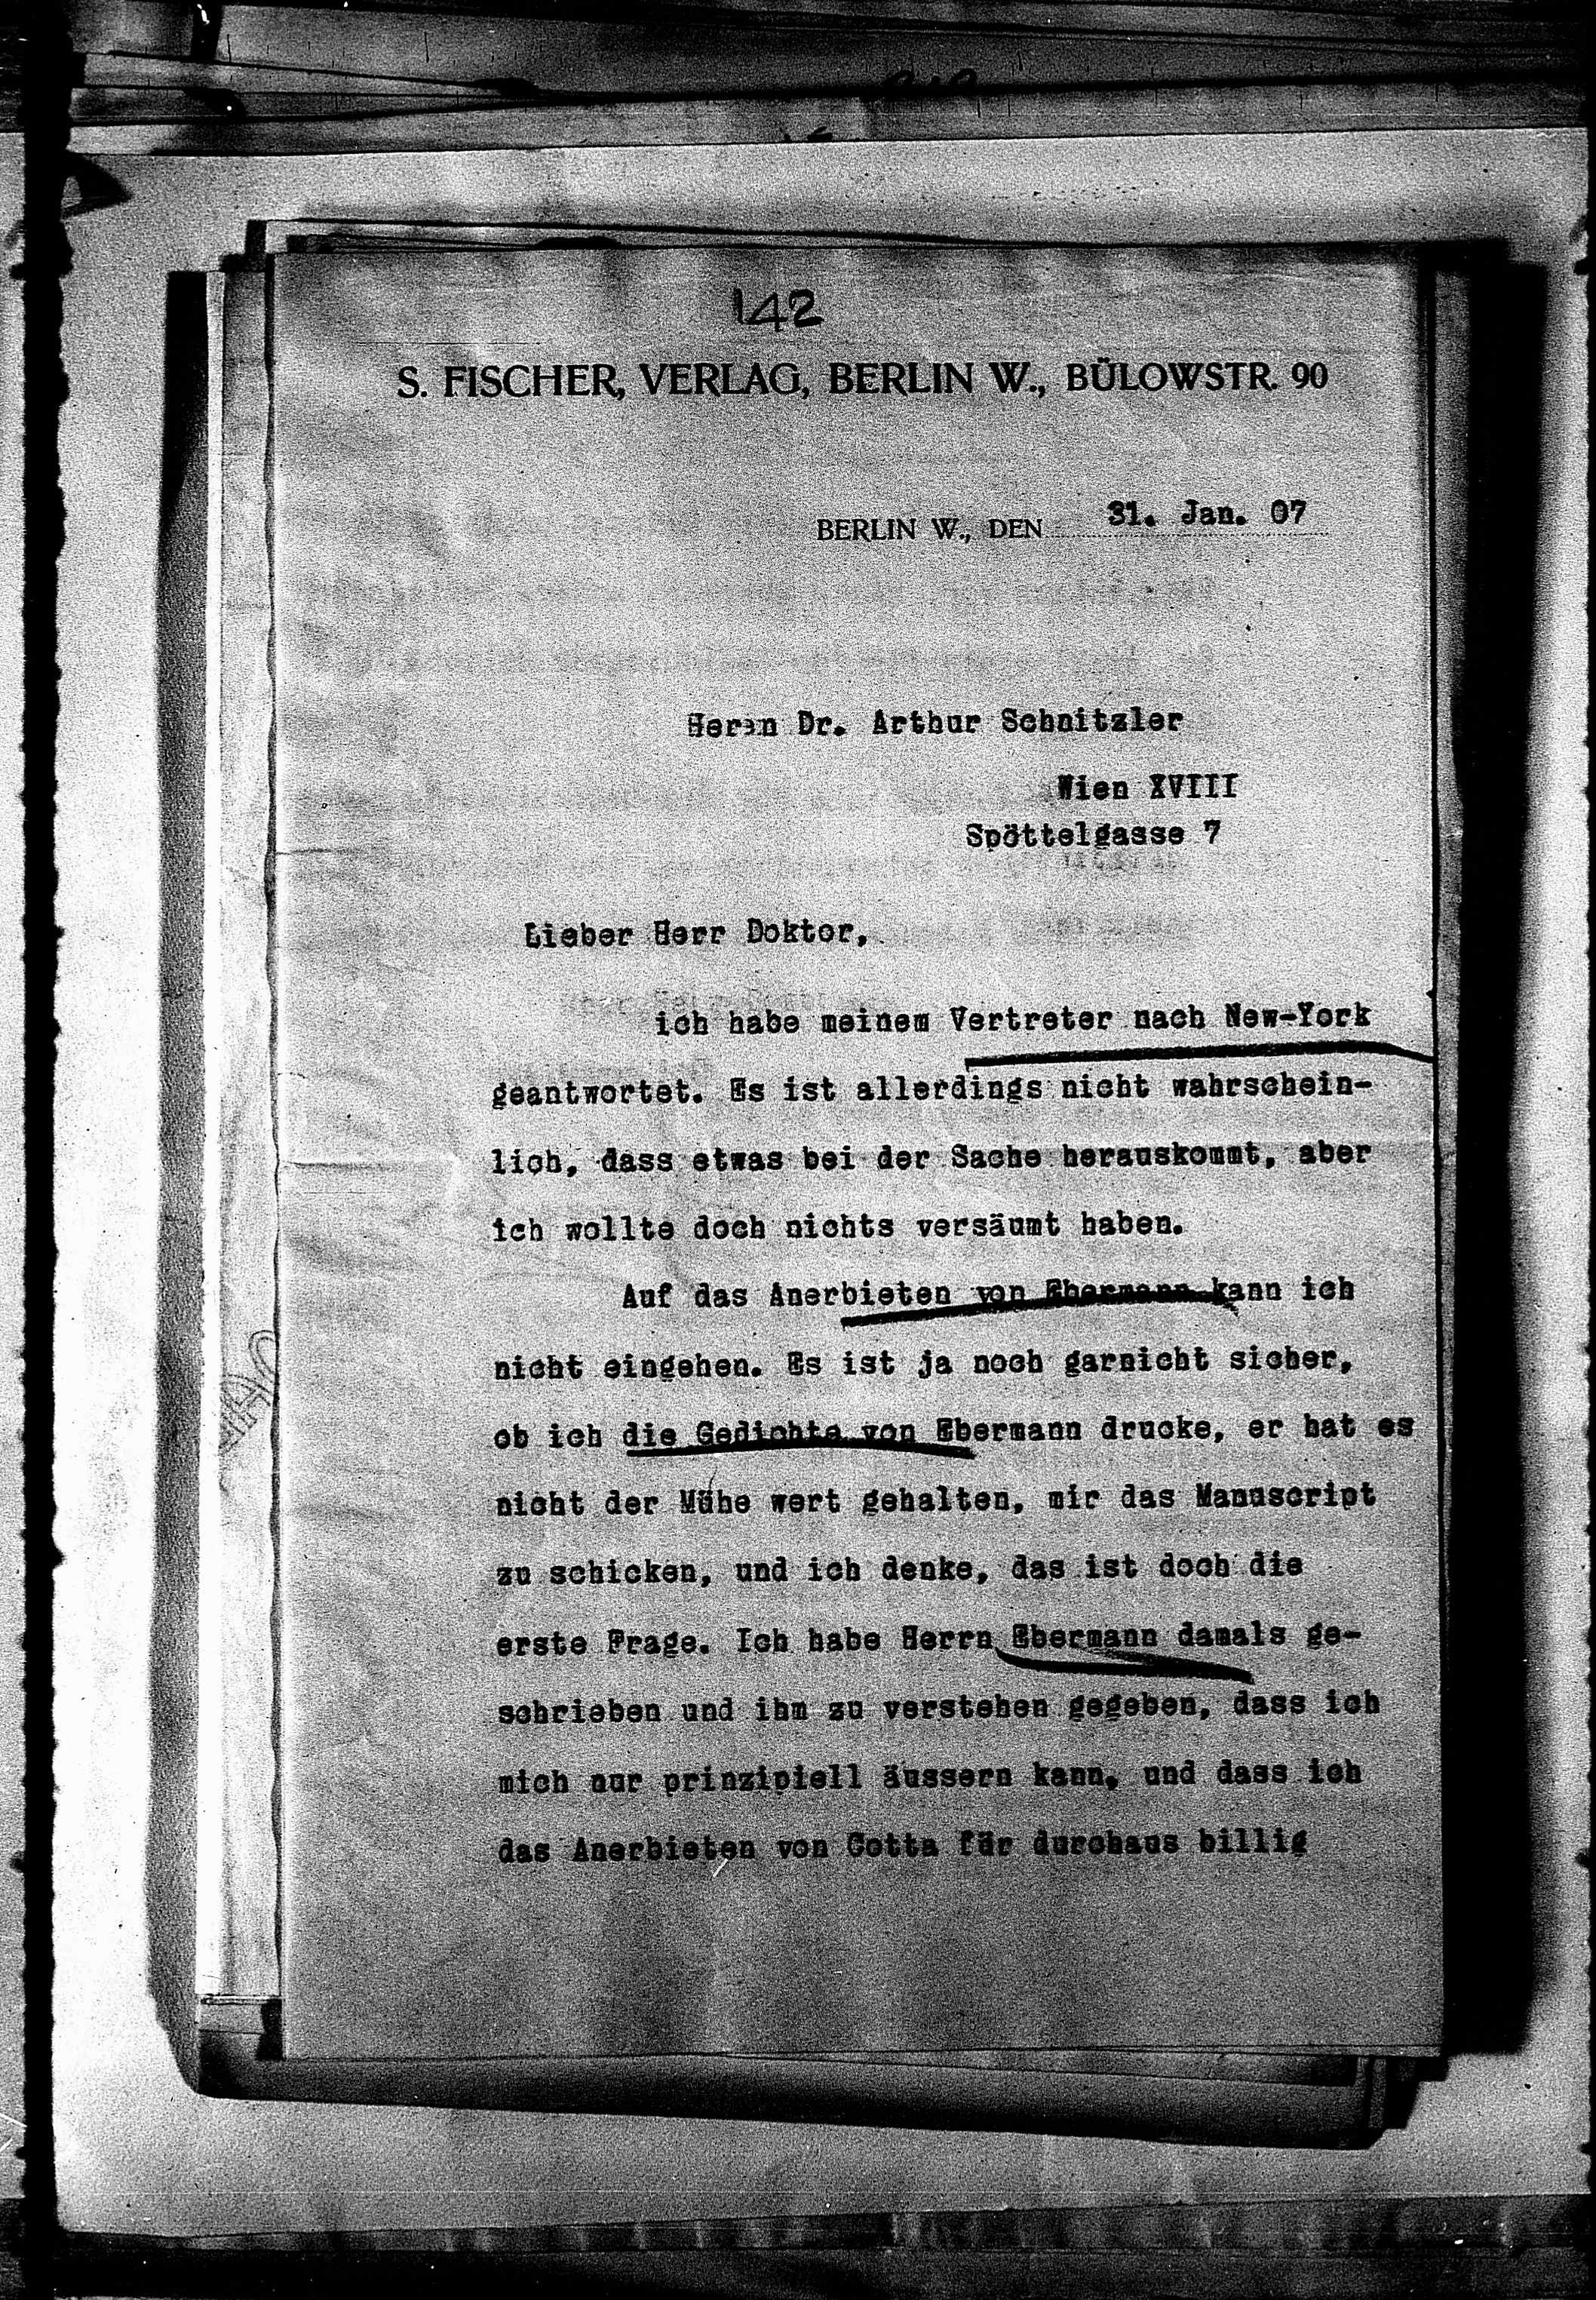 142
S. FISCHER, VERLAG, BERLIN W., BÜLOWSTR. 90
BERLIN W., DEN 31. Jan. 07
Herrn Dr. Arthur Schnitzler
Wien XVIII
Spöttelgasse 7
Lieber Herr Doktor,
ich habe meinem Vertreter nach New-York
geantwortet. Es ist allerdings nicht wahrschein-
lich, dass etwas bei der Sache herauskommt, aber
ich wollte doch nichts versäumt haben.
Auf das Anerbieten von Ebermann kann ich
nicht eingehen. Es ist ja noch garnicht sicher,
ob ich die Gedichte von Ebermann drucke, er hat es
nicht der Mühe wert gehalten, mir das Manuscript
zu schicken, und ich denke, das ist doch die
erste Frage. Ich habe Herrn Ebermann damals ge-
schrieben und ihm zu verstehen gegeben, dass ich
mich nur prinzipiell äussern kann, und dass ich
das Anerbieten von Cotta für durchaus billig